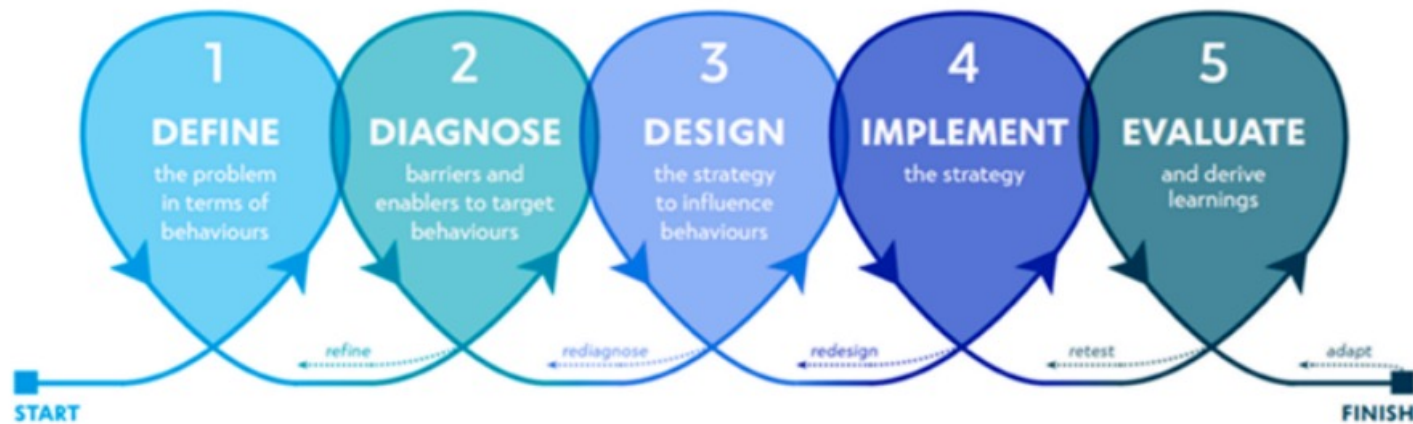 1
DEFINE
the problem
in terms of
behaviours
2
DIAGNOSE
barriers and
enablers to target
behaviours
3
DESIGN
the strategy
to influence
behaviours
4
IMPLEMENT
the strategy
5
EVALUATE
and derive
learnings
refine
rediagnose
redesign
retest
adapt
START
FINISH